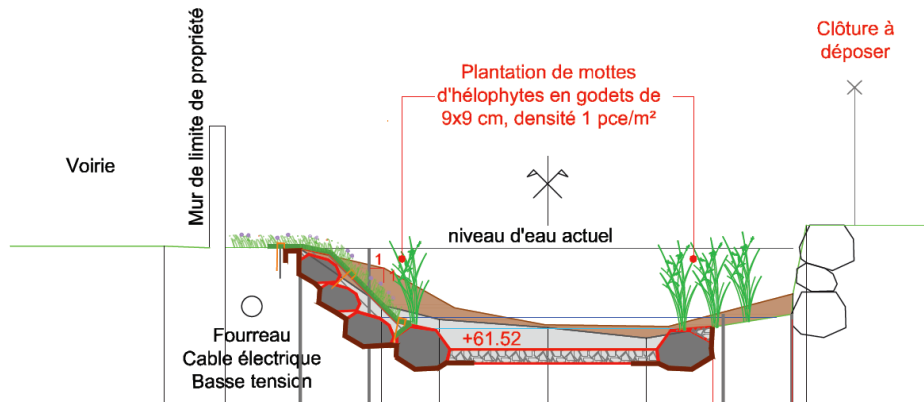 Clôture à
déposer
Plantation de mottes
d'hélophytes en godets de
9x9 cm, densité 1 pce/m²
Mur de limite de propriété
Voirie
niveau d'eau actuel
1
1
+61.52
Fourreau
Cable électrique
Basse tension